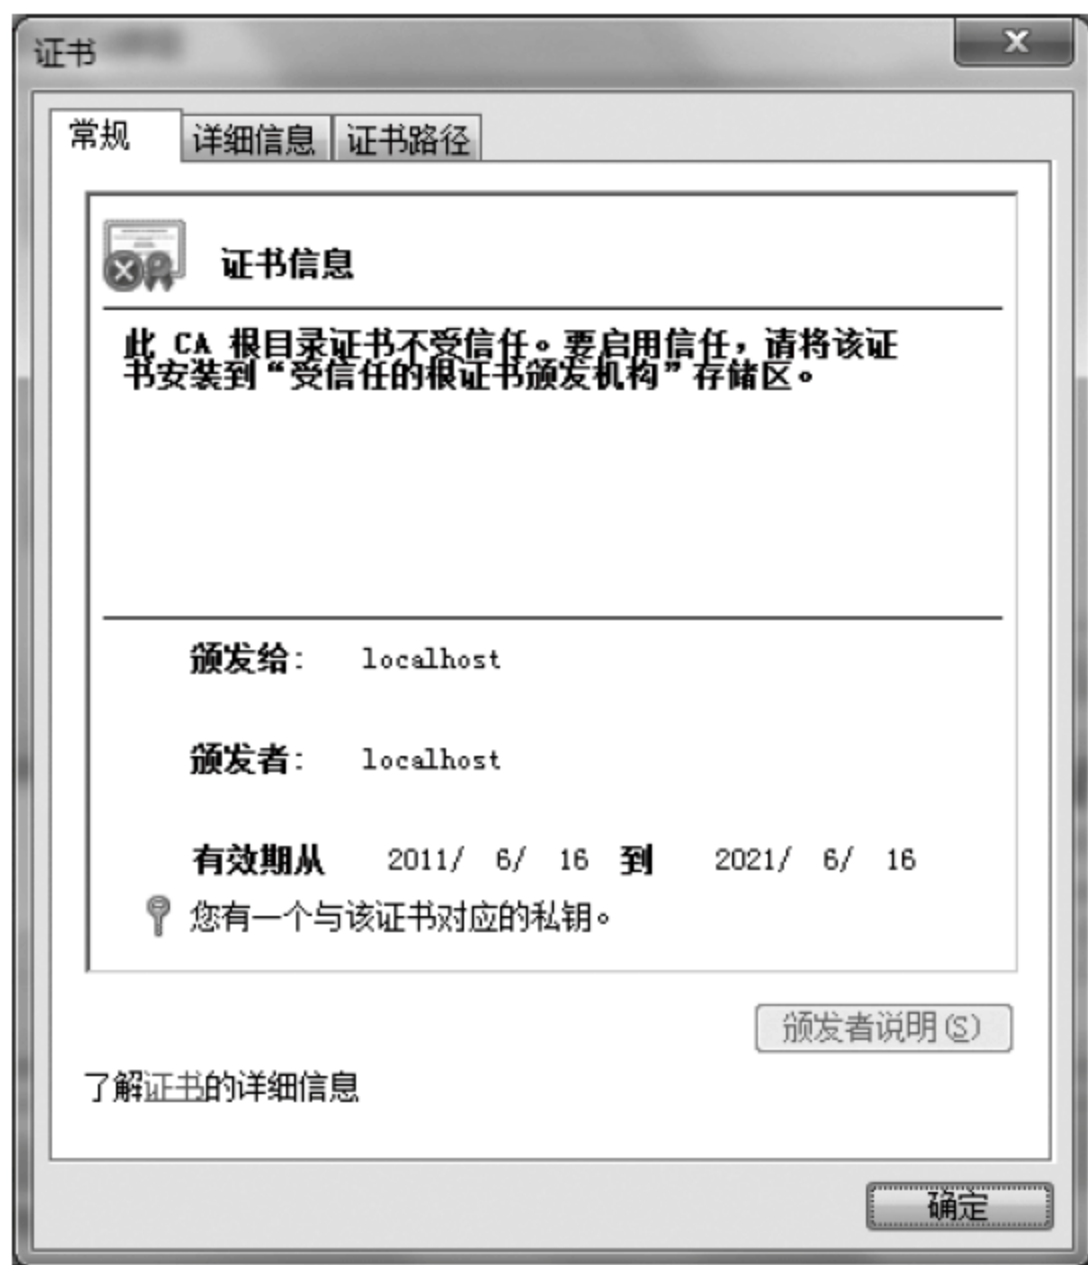 证书
常规 详细信息 证书路径
证书信息
此 CA 根目录证书不受信任。要启用信任，请将该证
书安装到“受信任的根证书颁发机构”存储区。
颁发给： localhost
颁发者： localhost
有效期从 2011/ 6/ 16 到 2021/ 6/ 16
您有一个与该证书对应的私钥。
颁发者说明(S)
了解证书的详细信息
确定